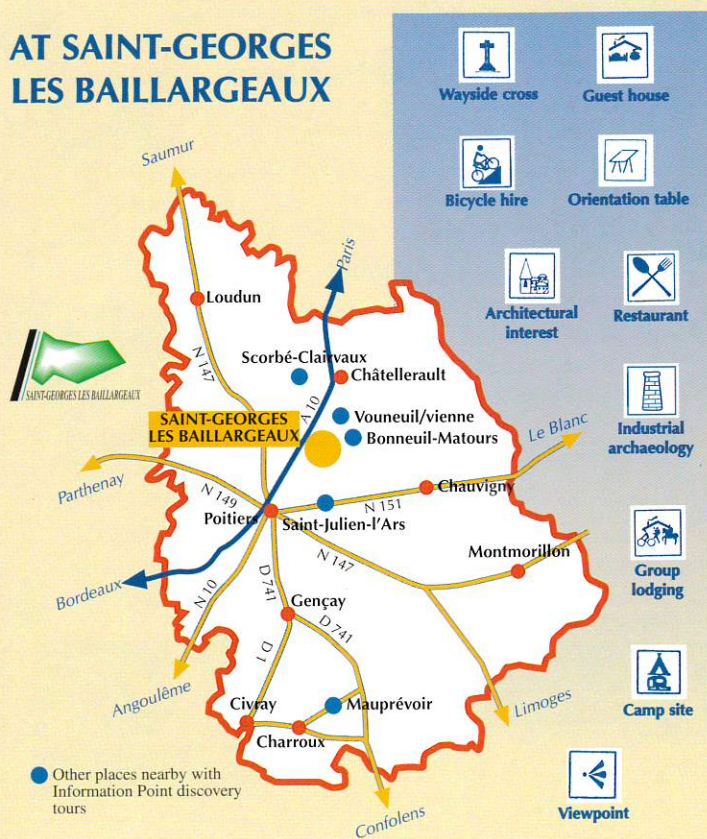 AT SAINT-GEORGES
LES BAILLARGEAUX
Wayside cross
Guest house
Bicycle hire
Orientation table
Architectural
interest
Restaurant
Industrial
archaeology
Group
lodging
Camp site
Viewpoint
Saumur
Paris
Loudun
N 147
Scorbé-Clairvaux
Châtellerault
SAINT-GEORGES LES BAILLARGEAUX
A 10
Vouneuil/vienne
Bonneuil-Matours
SAINT-GEORGES
LES BAILLARGEAUX
Le Blanc
Parthenay
N 149
Chauvigny
N 151
Poitiers
Saint-Julien-l'Ars
N 147
Montmorillon
Bordeaux
N 10
D 741
Gençay
D 741
D 1
Angoulême
Civray
Mauprévoir
Limoges
Charroux
Confolens
Other places nearby with
Information Point discovery
tours